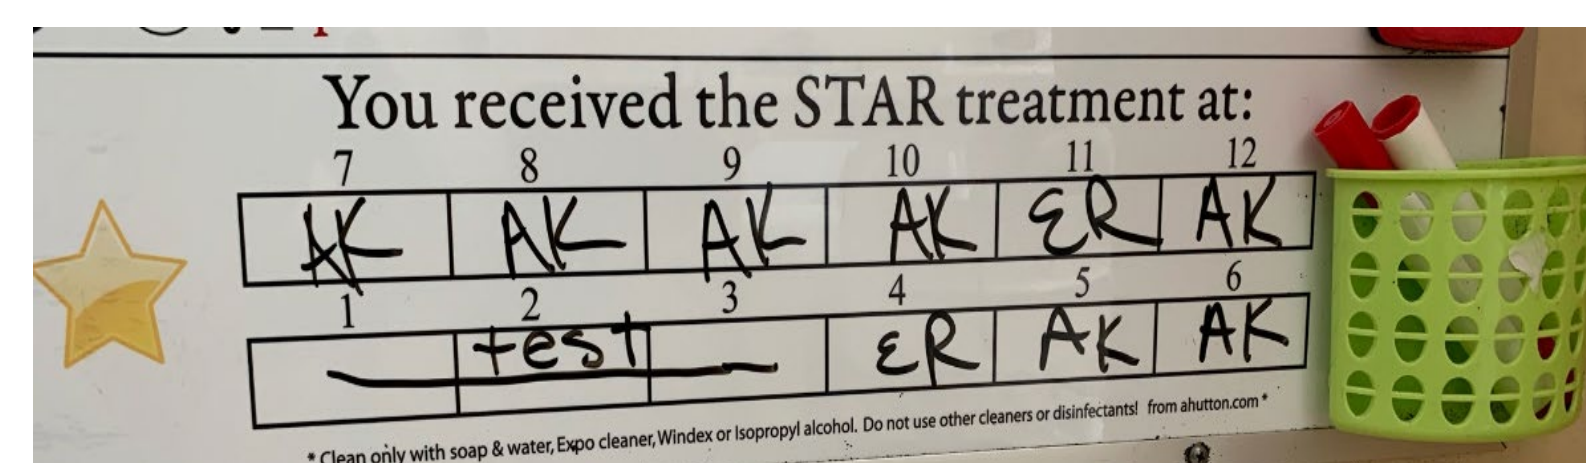 You received the STAR treatment at:
7 8 9 10 11 12
AK AK AK AK ER AK
1 2 3 4 5 6
test ER AK AK
* Clean only with soap & water, Expo cleaner, Windex or Isopropyl alcohol. Do not use other cleaners or disinfectants! from ahutton.com *